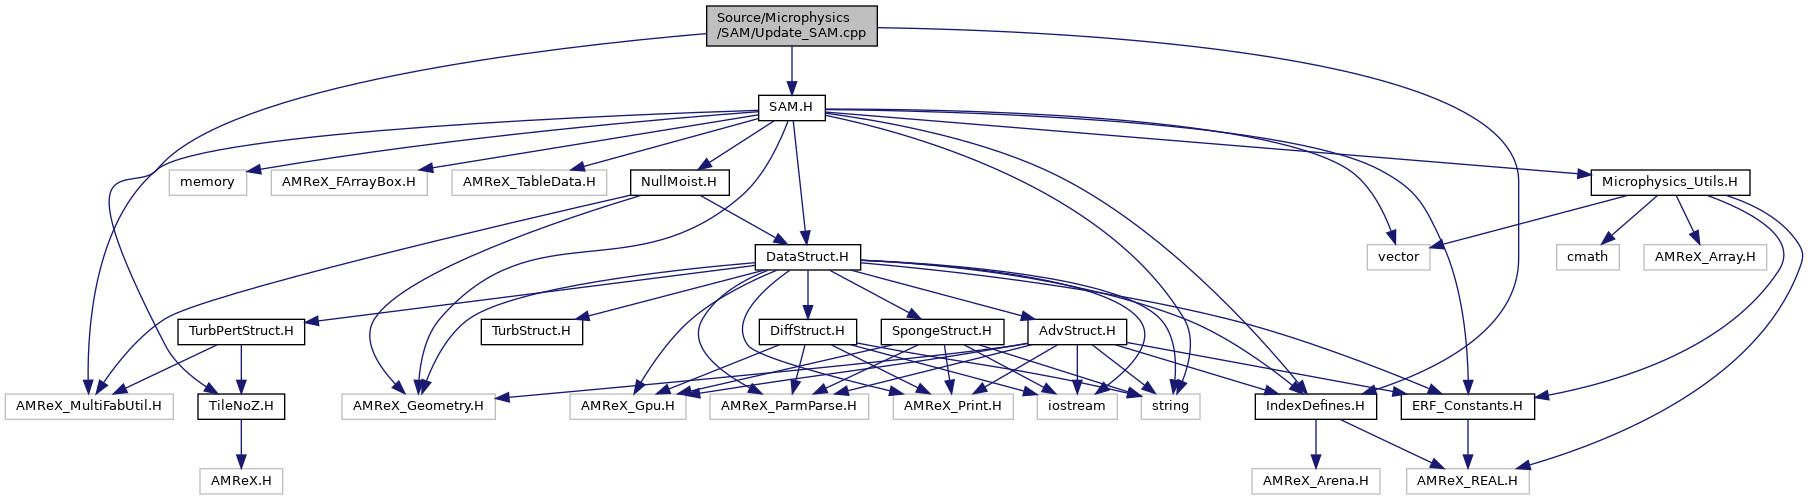 Source/Microphysics
/SAM/Update_SAM.cpp
SAM.H
memory
AMReX_FArrayBox.H
AMReX_TableData.H
NullMoist.H
Microphysics_Utils.H
DataStruct.H
vector
cmath
AMReX_Array.H
TurbPertStruct.H
TurbStruct.H
DiffStruct.H
SpongeStruct.H
AdvStruct.H
AMReX_MultiFabUtil.H
TileNoZ.H
AMReX_Geometry.H
AMReX_Gpu.H
AMReX_ParmParse.H
AMReX_Print.H
iostream
string
IndexDefines.H
ERF_Constants.H
AMReX.H
AMReX_Arena.H
AMReX_REAL.H